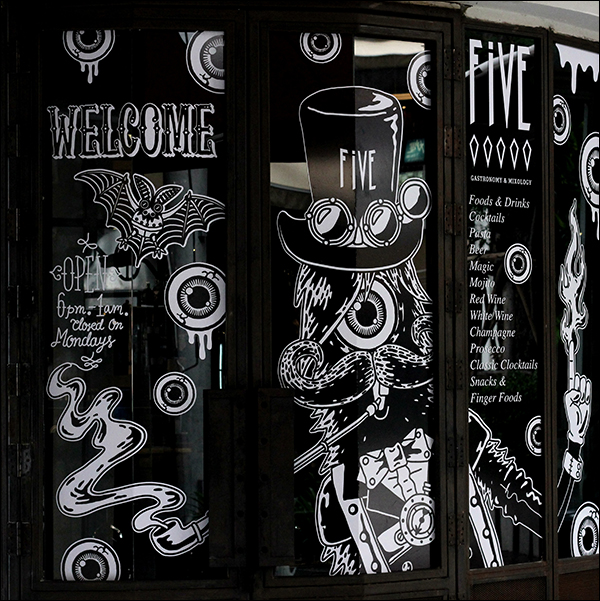 WELCOME
OPEN
6pm. 1am.
Closed On
Mondays
FiVE
FiVE
GASTRONOMY & MIXOLOGY
Foods & Drinks
Cocktails
Pasta
Beer
Magic
Mojito
Red Wine
White Wine
Champagne
Prosecco
Classic Clocktails
Snacks &
Finger Foods